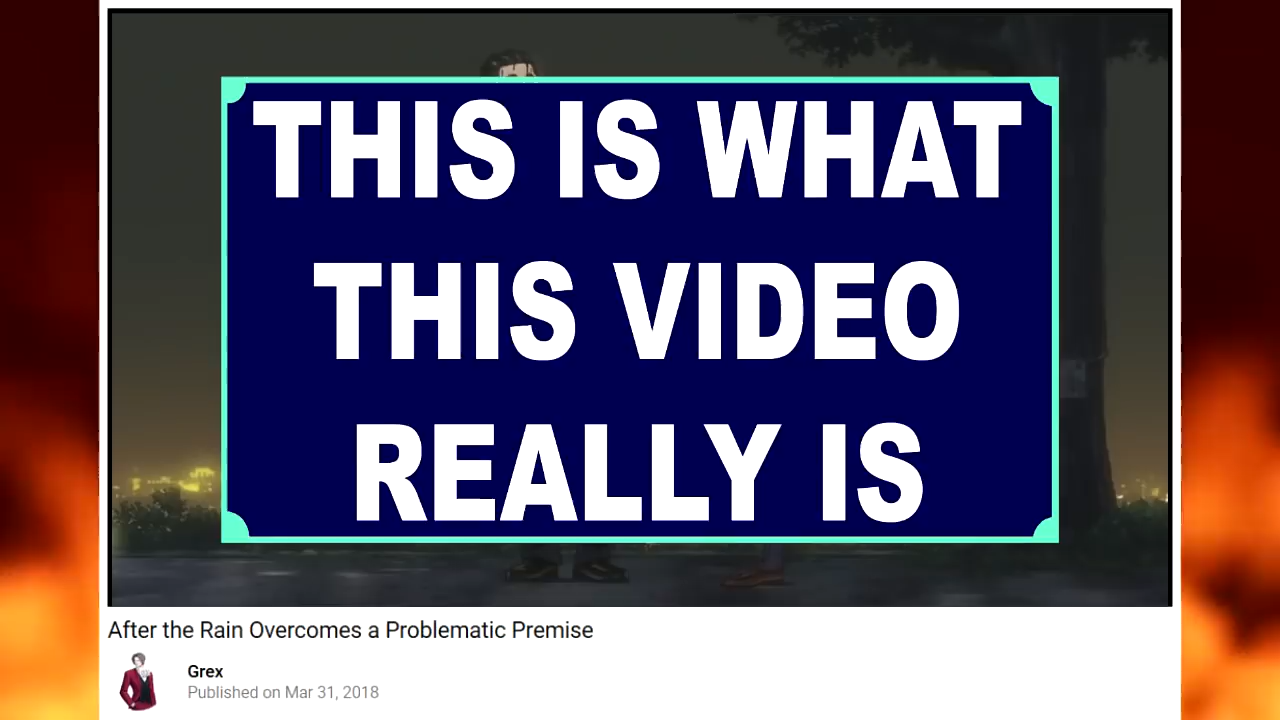 THIS IS WHAT
THIS VIDEO
REALLY IS
After the Rain Overcomes a Problematic Premise
Grex
Published on Mar 31, 2018